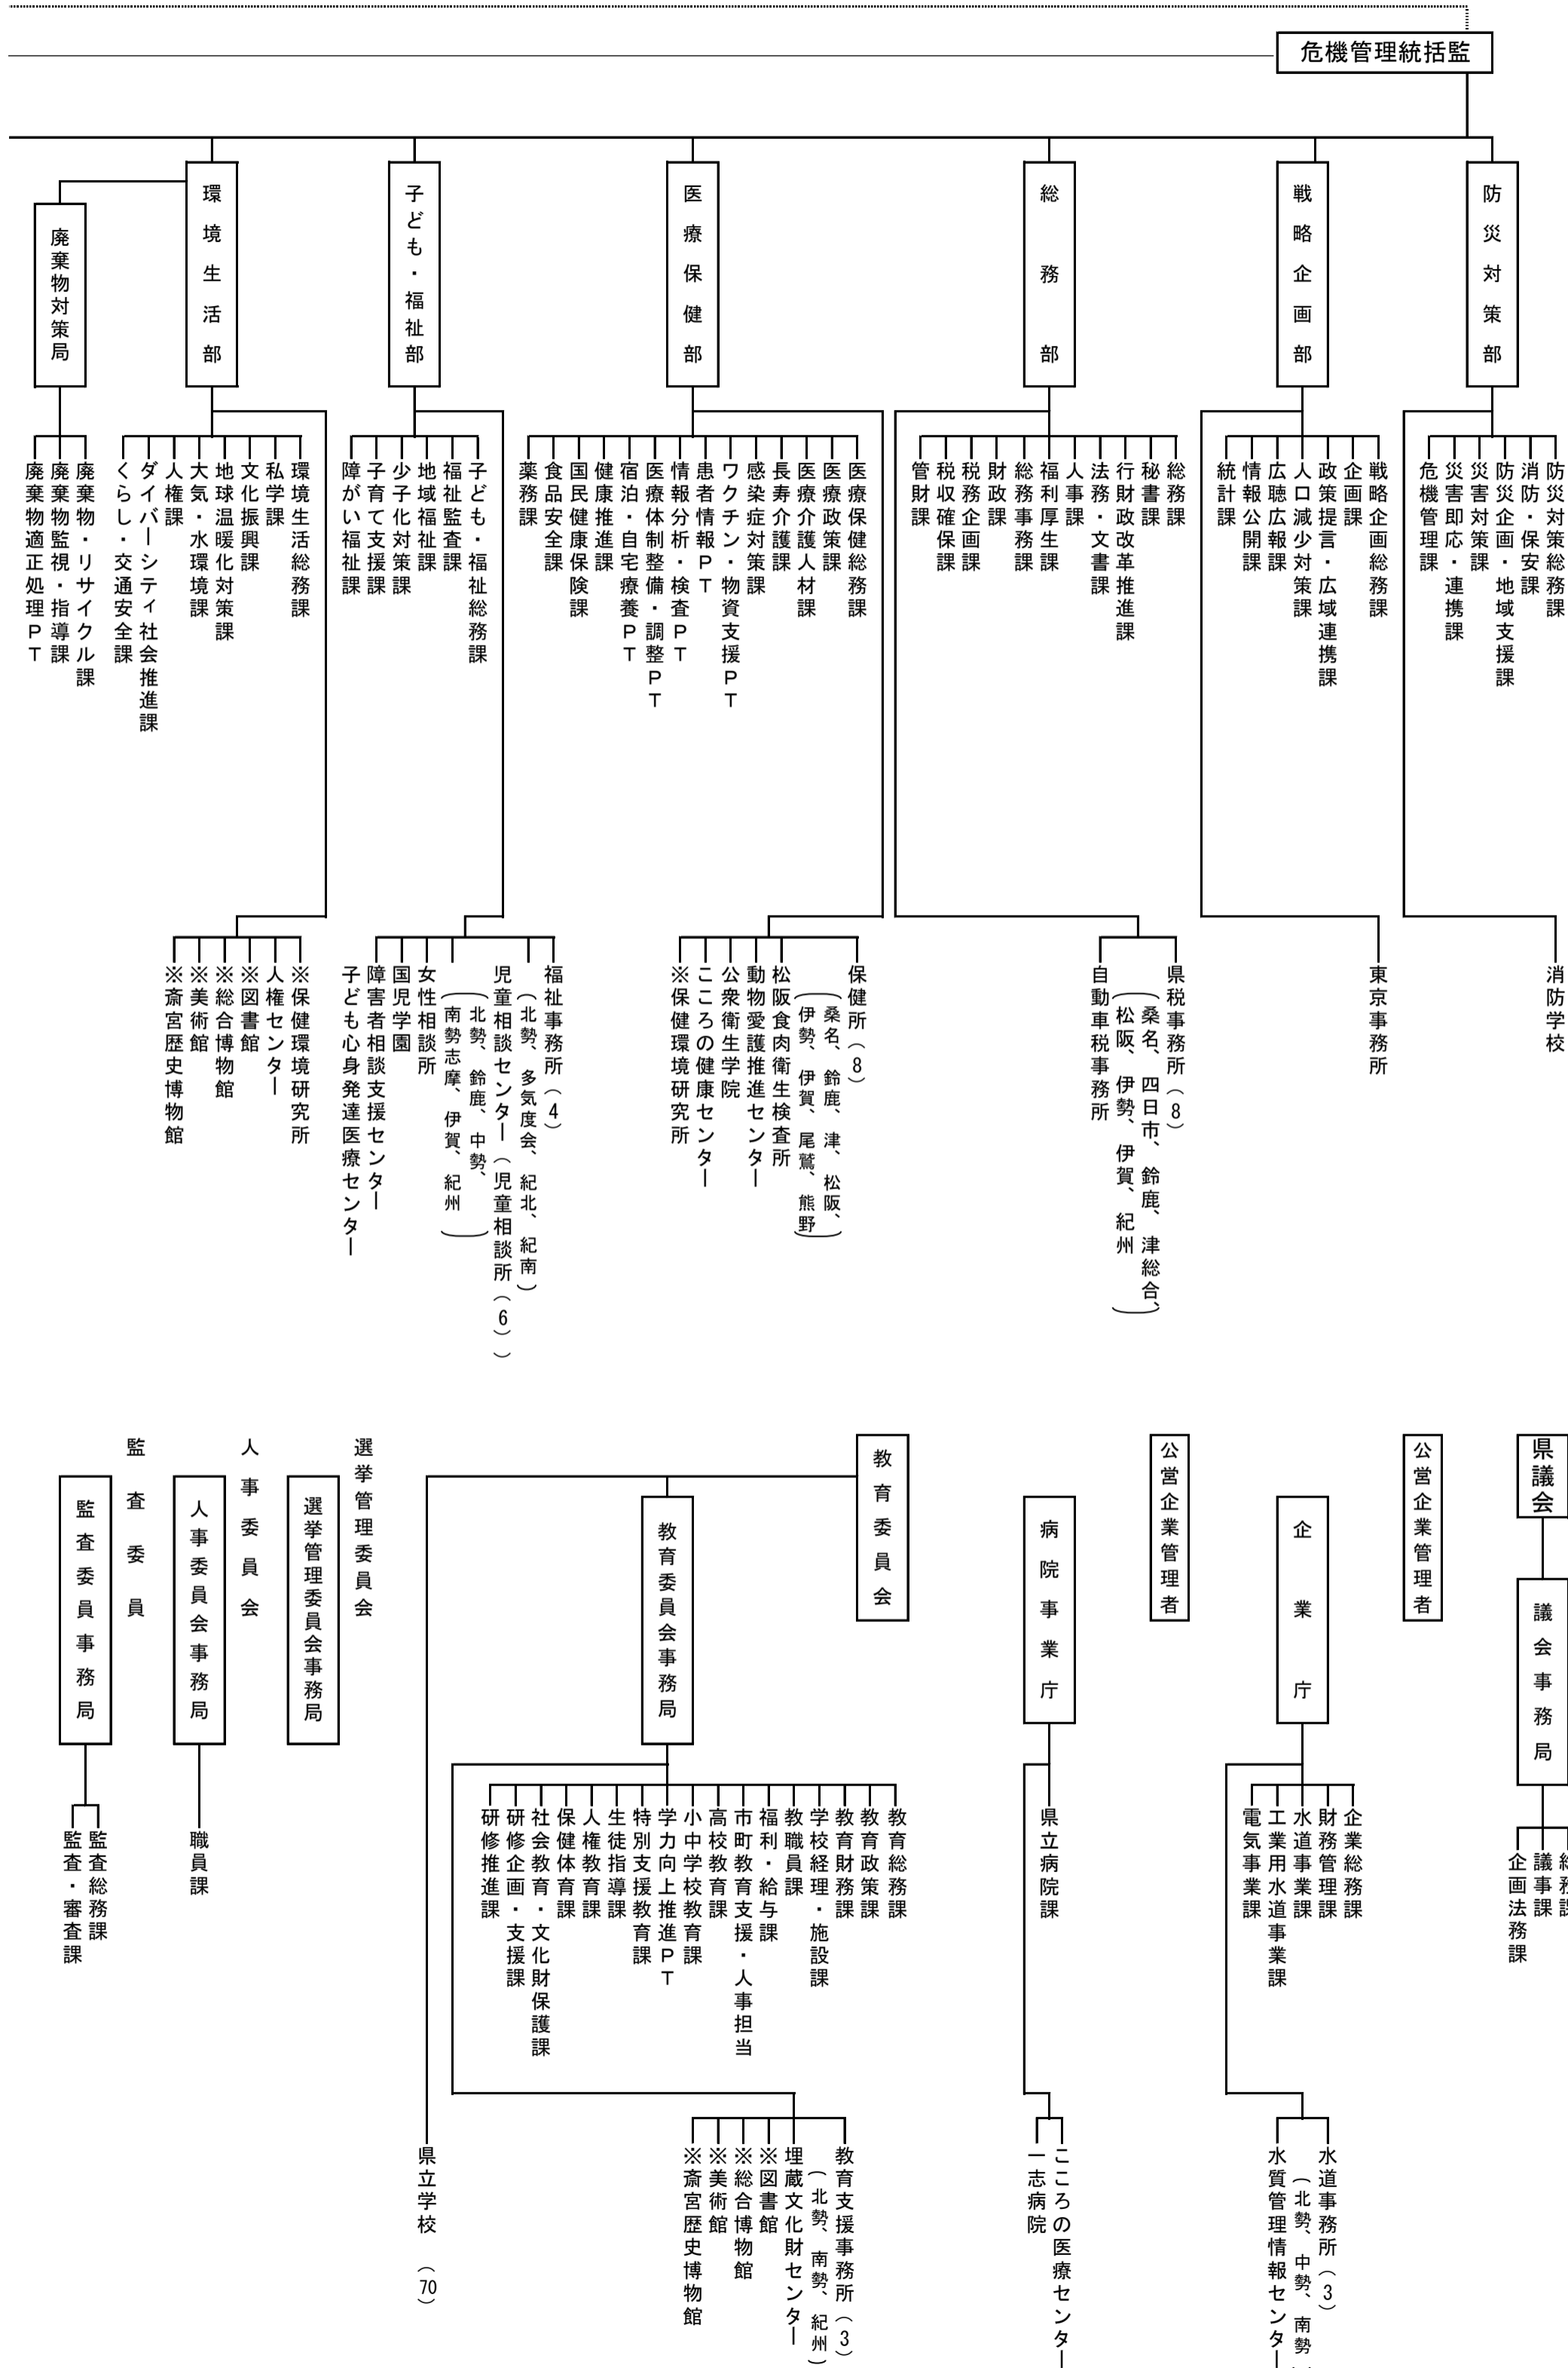 危機管理統括監
防災対策部
戦略企画部
総務部
医療保健部
子ども・福祉部
環境生活部
廃棄物対策局
防災対策総務課
消防・保安課
防災企画・地域支援課
災害対策課
災害即応・連携課
危機管理課
戦略企画総務課
企画課
政策提言・広域連携課
人口減少対策課
広聴広報課
情報公開課
統計課
総務課
秘書課
行財政改革推進課
法務・文書課
人事課
福利厚生課
総務事務課
財政課
税務企画課
税収確保課
管財課
医療保健総務課
医療政策課
医療介護人材課
長寿介護課
感染症対策課
ワクチン・物資支援PT
患者情報PT
情報分析・検査PT
医療体制整備・調整PT
宿泊・自宅療養PT
健康推進課
国民健康保険課
食品安全課
薬務課
子ども・福祉総務課
福祉監査課
地域福祉課
少子化対策課
子育て支援課
障がい福祉課
環境生活総務課
私学課
文化振興課
地球温暖化対策課
大気・水環境課
人権課
ダイバーシティ社会推進課
くらし・交通安全課
廃棄物・リサイクル課
廃棄物監視・指導課
廃棄物適正処理PT
消防学校
東京事務所
県税事務所(8)
(桑名、四日市、鈴鹿、津総合、
松阪、伊勢、伊賀、紀州)
自動車税事務所
保健所(8)
(桑名、鈴鹿、津、松阪、
伊勢、伊賀、尾鷲、熊野)
松阪食肉衛生検査所
動物愛護推進センター
公衆衛生学院
こころの健康センター
※保健環境研究所
福祉事務所(4)
(北勢、多気度会、紀北、紀南)
児童相談センター(児童相談所(6))
(北勢、鈴鹿、中勢、
南勢志摩、伊賀、紀州)
女性相談所
国児学園
障害者相談支援センター
子ども心身発達医療センター
※保健環境研究所
人権センター
※図書館
※総合博物館
※美術館
※斎宮歴史博物館
県議会
議会事務局
議事課
企画法務課
公営企業管理者
企業庁
企業総務課
財務管理課
水道事業課
工業用水道事業課
電気事業課
水道事務所(3)
(北勢、中勢、南勢
水質管理情報センター
公営企業管理者
病院事業庁
県立病院課
こころの医療センター
一志病院
教育委員会
教育委員会事務局
教育総務課
教育政策課
教育財務課
学校経理・施設課
教職員課
福利・給与課
市町教育支援・人事担当
高校教育課
小中学校教育課
学力向上推進PT
特別支援教育課
生徒指導課
人権教育課
保健体育課
社会教育・文化財保護課
研修企画・支援課
研修推進課
教育支援事務所(3)
(北勢、南勢、紀州)
埋蔵文化財センター
※図書館
※総合博物館
※美術館
※斎宮歴史博物館
県立学校(70)
選挙管理委員会
選挙管理委員会事務局
人事委員会
人事委員会事務局
職員課
監査委員
監査委員事務局
監査総務課
監査・審査課